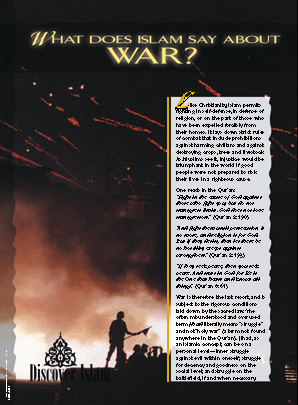 WHAT DOES ISLAM SAY ABOUT
WAR?
Like Christianity, Islam permits
fighting in self-defense, in defense of
religion, or on the part of those who
have been expelled forcibly from
their homes. It lays down strict rules
of combat that include prohibitions
against harming civilians and against
destroying crops, trees and livestock.
As Muslims see it, injustice would be
triumphant in the world if good
people were not prepared to risk
their lives in a righteous cause.
One reads in the Qur'an:
"Fight in the cause of God against
those who fight you, but do not
transgress limits. God does not love
transgressors." (Qur'an 2:190)
"And fight them until persecution is
no more, and religion is for God.
But if they desist, then let there be
no hostility except against
wrongdoers." (Qur'an 2:193)
"If they seek peace, then you seek
peace. And trust in God for He is
the One that hears and knows all
things." (Qur'an 8:61)
War is therefore the last resort, and is
subject to the rigorous conditions
laid down by the sacred law. The
often misunderstood and overused
term jihad literally means "struggle"
and not "holy war" (a term not found
anywhere in the Qur'an). Jihad, as
an Islamic concept, can be on a
personal level—inner struggle
against evil within oneself; struggle
for decency and goodness on the
social level; and struggle on the
battlefield, if and when necessary.
Discover Islam